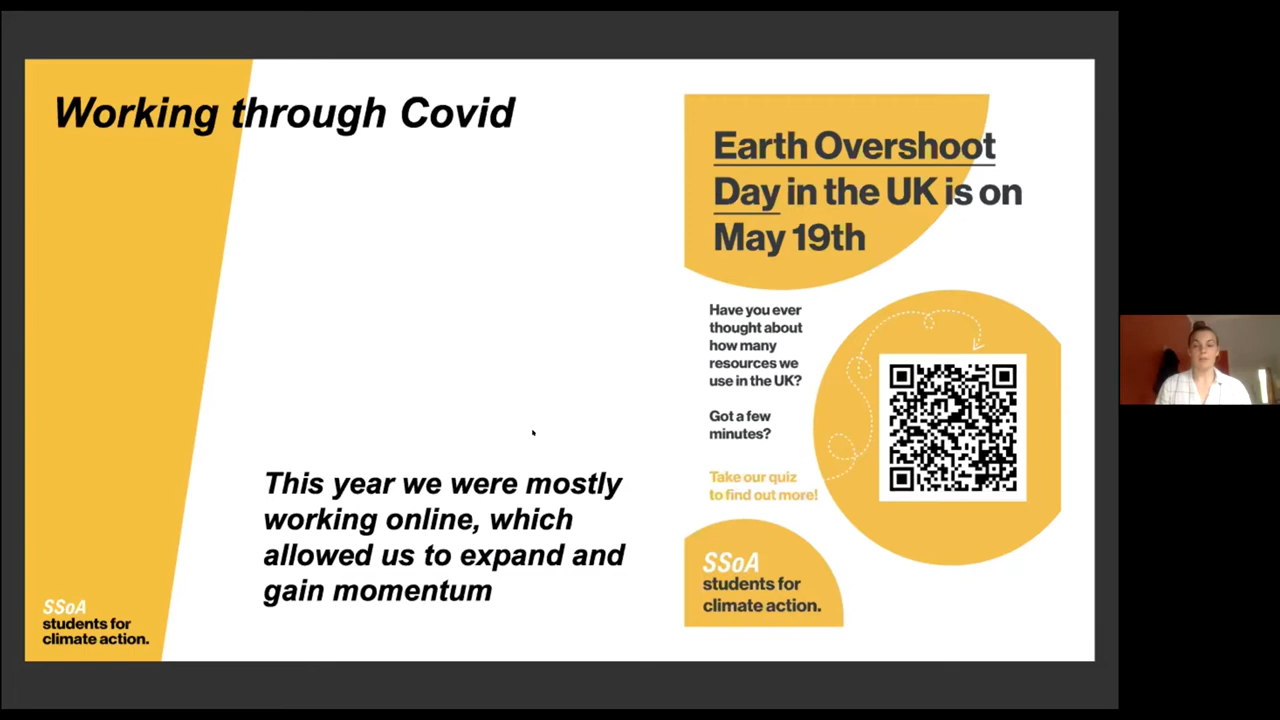 Working through Covid
This year we were mostly
working online, which
allowed us to expand and
gain momentum
SSoA
students for
climate action.
Earth Overshoot
Day in the UK is on
May 19th
Have you ever
thought about
how many
resources we
use in the UK?
Got a few
minutes?
Take our quiz
to find out more!
SSoA
students for
climate action.